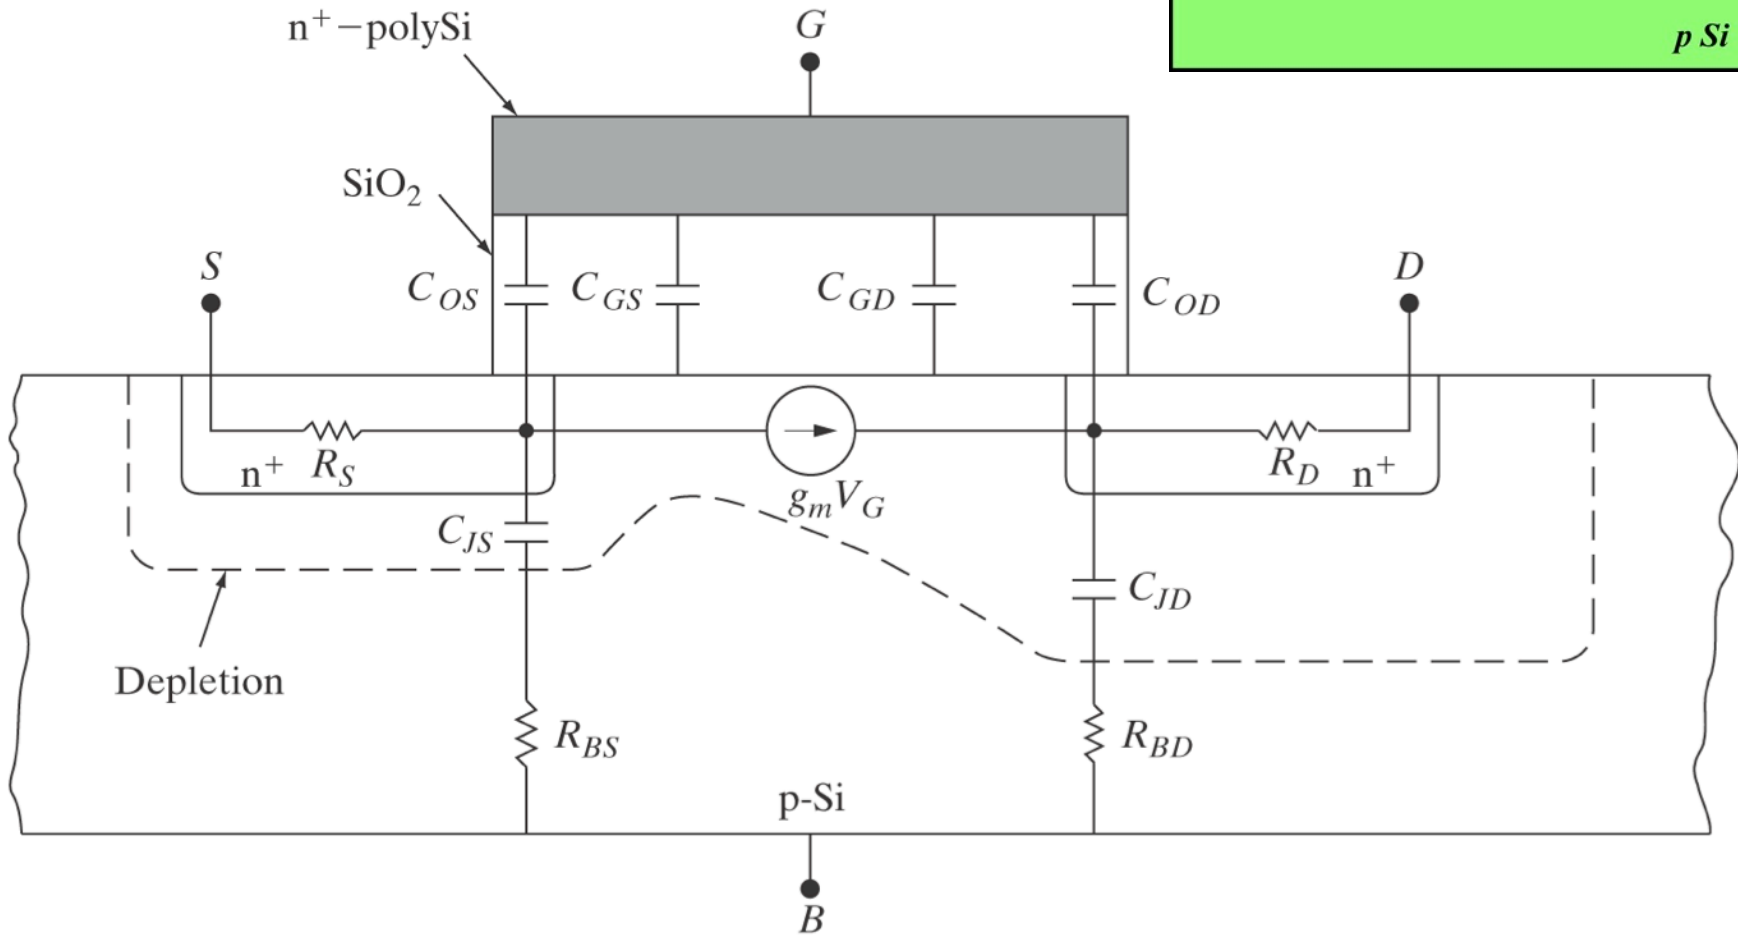 n⁺−polySi
G
p Si
SiO₂
S
C_OS
C_GS
C_GD
C_OD
D
n⁺
R_S
R_D
n⁺
g_mV_G
C_JS
C_JD
Depletion
R_BS
R_BD
p-Si
B